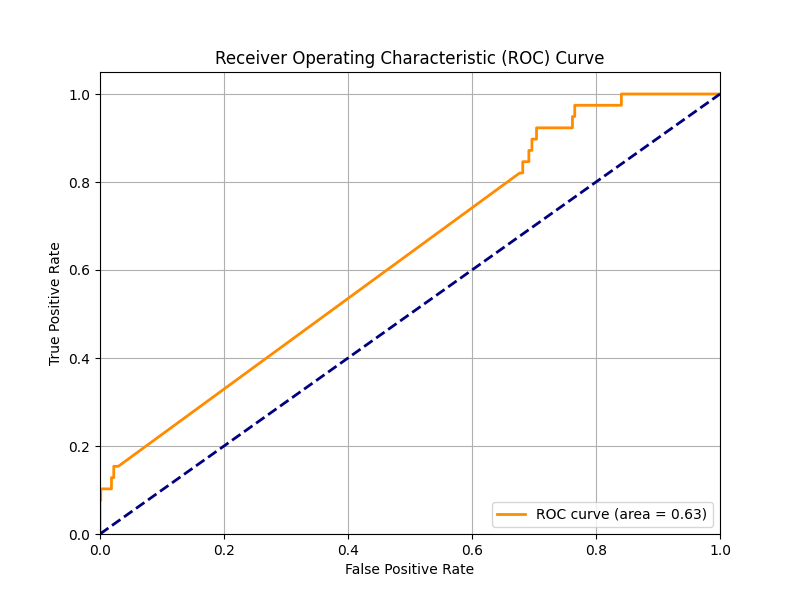 Receiver Operating Characteristic (ROC) Curve
1.0
0.8
0.6
0.4
0.2
0.0
True Positive Rate
ROC curve (area = 0.63)
0.0 0.2 0.4 0.6 0.8 1.0
False Positive Rate